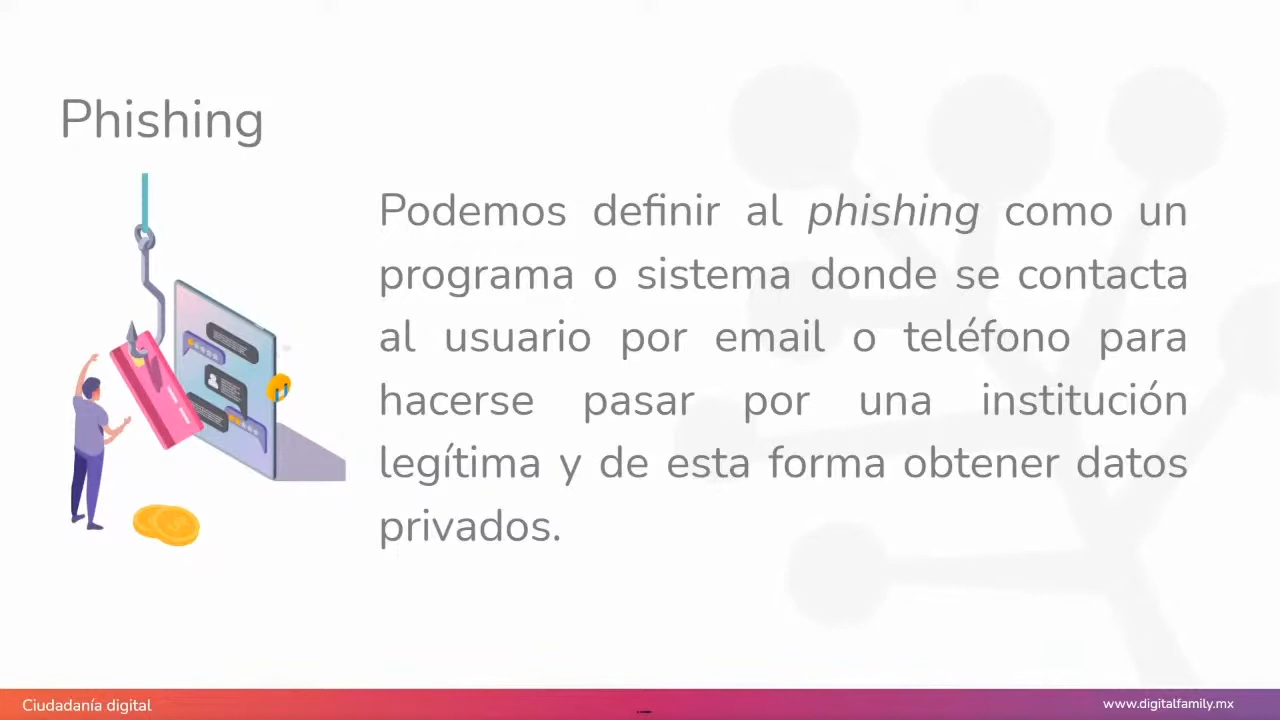 Phishing
Podemos definir al phishing como un
programa o sistema donde se contacta
al usuario por email o teléfono para
hacerse pasar por una institución
legítima y de esta forma obtener datos
privados.
Ciudadanía digital
www.digitalfamily.mx